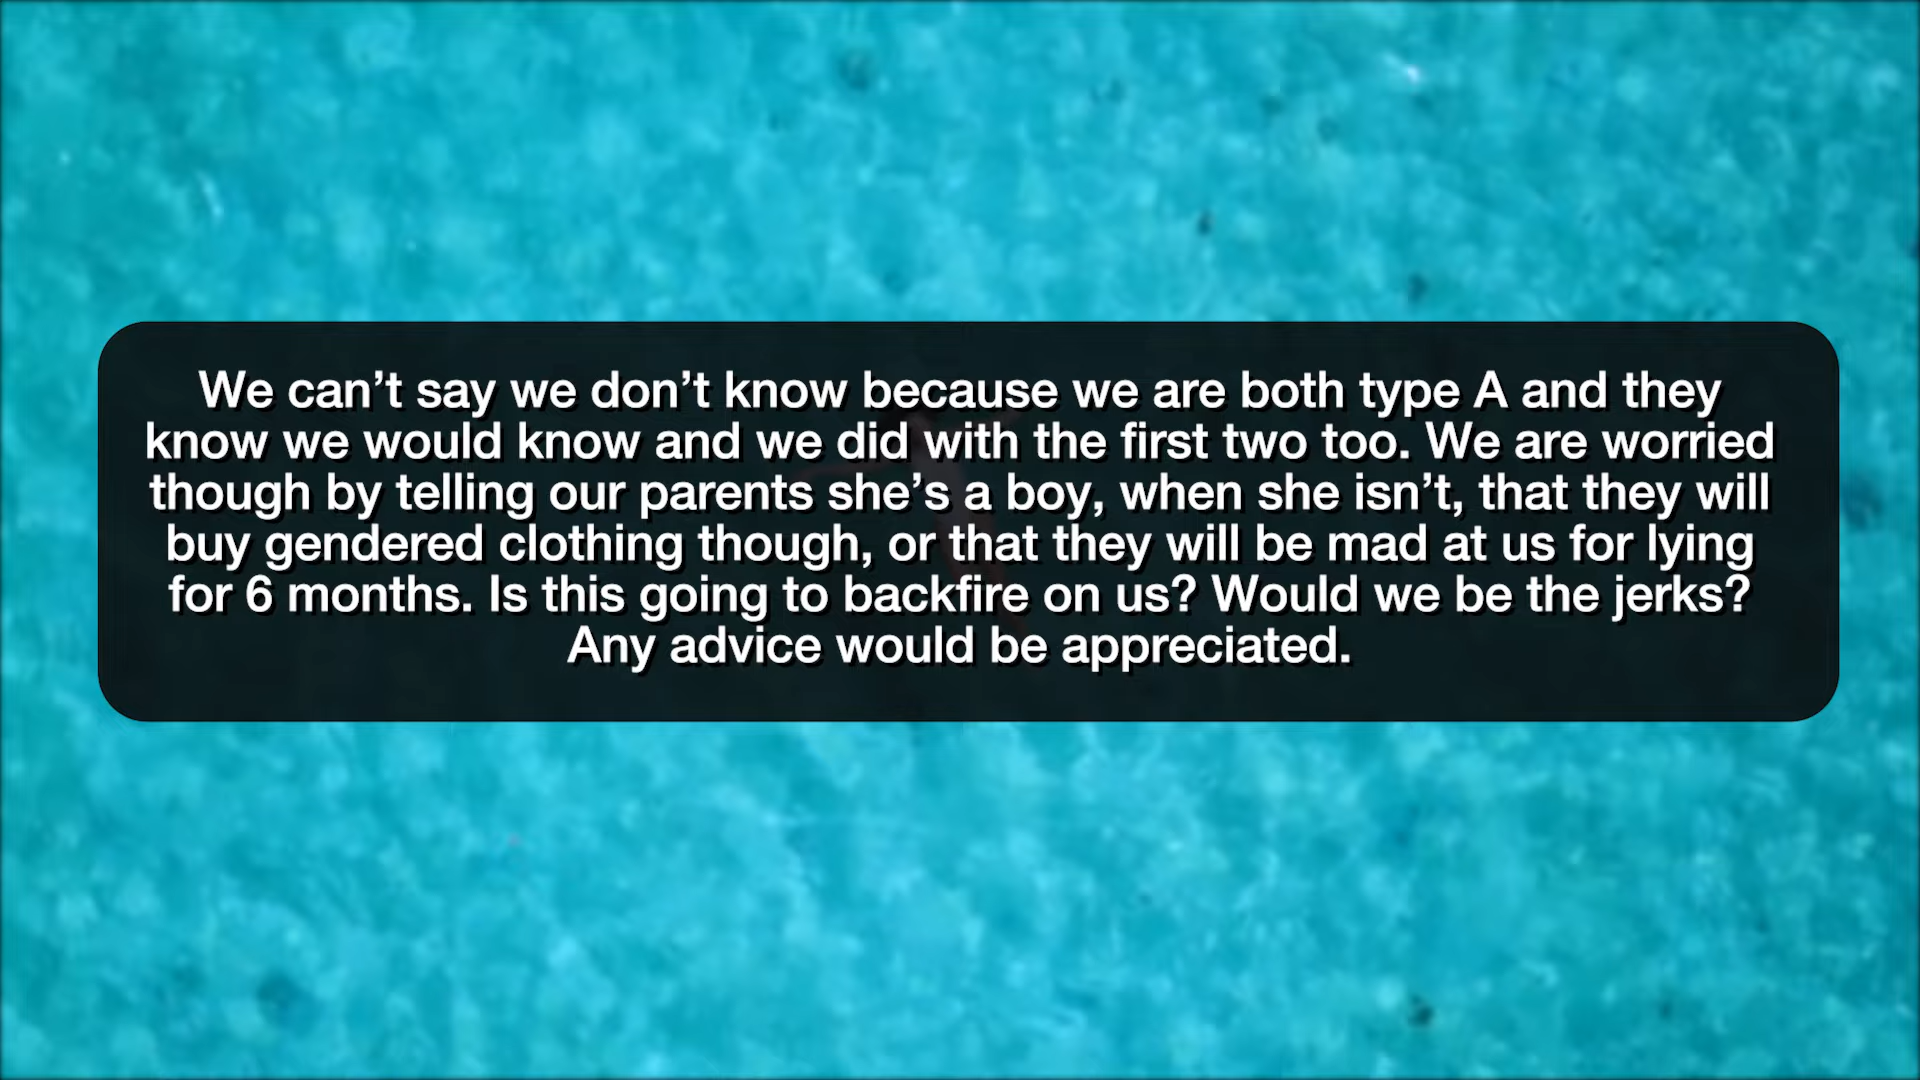 We can’t say we don’t know because we are both type A and they
know we would know and we did with the first two too. We are worried
though by telling our parents she’s a boy, when she isn’t, that they will
buy gendered clothing though, or that they will be mad at us for lying
for 6 months. Is this going to backfire on us? Would we be the jerks?
Any advice would be appreciated.